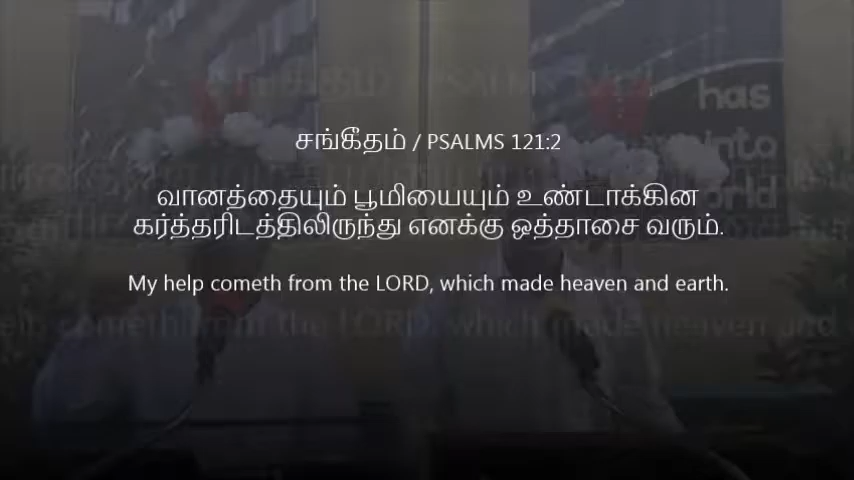 சங்கீதம் / PSALMS 121:2
வானத்தையும் பூமியையும் உண்டாக்கின
கர்த்தரிடத்திலிருந்து எனக்கு ஒத்தாசை வரும்.
My help cometh from the LORD, which made heaven and earth.
has